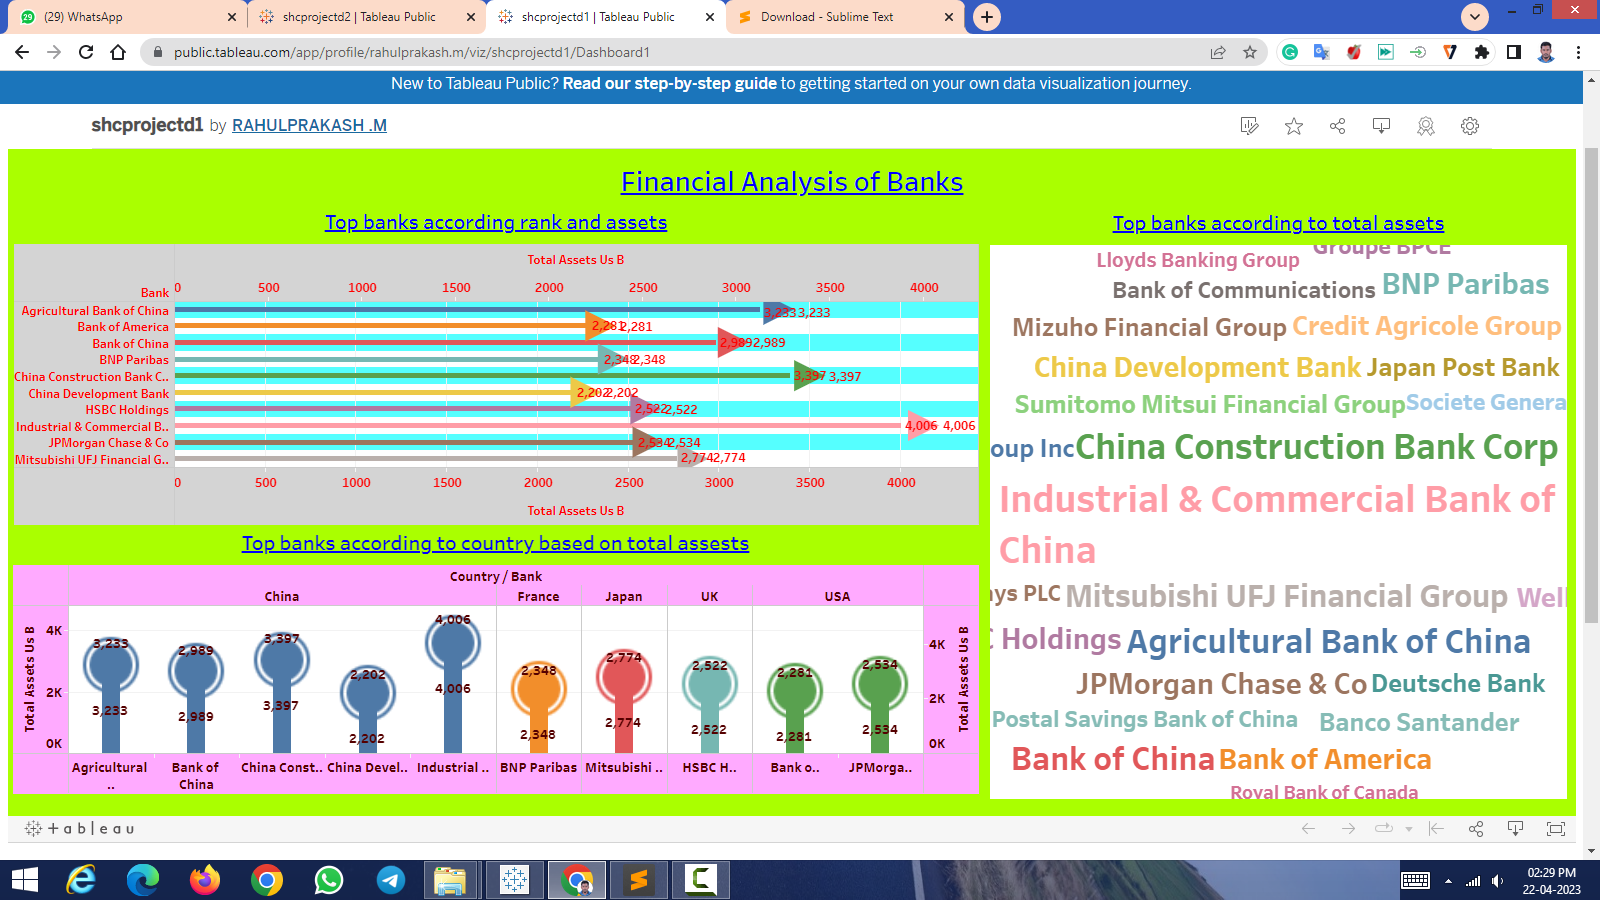 (29) WhatsApp
shcprojectd2 | Tableau Public
shcprojectd1 | Tableau Public
Download - Sublime Text
public.tableau.com/app/profile/rahulprakash.m/viz/shcprojectd1/Dashboard1
New to Tableau Public? Read our step-by-step guide to getting started on your own data visualization journey.
shcprojectd1 by RAHULPRAKASH .M
Financial Analysis of Banks
Top banks according rank and assets
Total Assets Us B
Bank
0 500 1000 1500 2000 2500 3000 3500 4000
Agricultural Bank of China 3,233 3,233
Bank of America 2,281 2,281
Bank of China 2,989 2,989
BNP Paribas 2,348 2,348
China Construction Bank C.. 3,397 3,397
China Development Bank 2,202 2,202
HSBC Holdings 2,522 2,522
Industrial & Commercial B.. 4,006 4,006
JPMorgan Chase & Co 2,534 2,534
Mitsubishi UFJ Financial G.. 2,774 2,774
0 500 1000 1500 2000 2500 3000 3500 4000
Total Assets Us B
Top banks according to country based on total assests
Country / Bank
China France Japan UK USA
Total Assets Us B
4K
2K
0K
3,233 2,989 3,397 2,202 4,006 2,348 2,774 2,522 2,281 2,534
3,233 2,989 3,397 2,202 4,006 2,348 2,774 2,522 2,281 2,534
4K
2K
0K
Total Assets Us B
Agricultural ..
Bank of China
China Const..
China Devel..
Industrial ..
BNP Paribas
Mitsubishi ..
HSBC H..
Bank o..
JPMorga..
Top banks according to total assets
Groupe BPCE
Lloyds Banking Group
Bank of Communications BNP Paribas
Mizuho Financial Group Credit Agricole Group
China Development Bank Japan Post Bank
Sumitomo Mitsui Financial Group Societe Genera
oup Inc China Construction Bank Corp
Industrial & Commercial Bank of
China
ays PLC Mitsubishi UFJ Financial Group Well
C Holdings Agricultural Bank of China
JPMorgan Chase & Co Deutsche Bank
Postal Savings Bank of China Banco Santander
Bank of China Bank of America
Royal Bank of Canada
+ableau
02:29 PM
22-04-2023